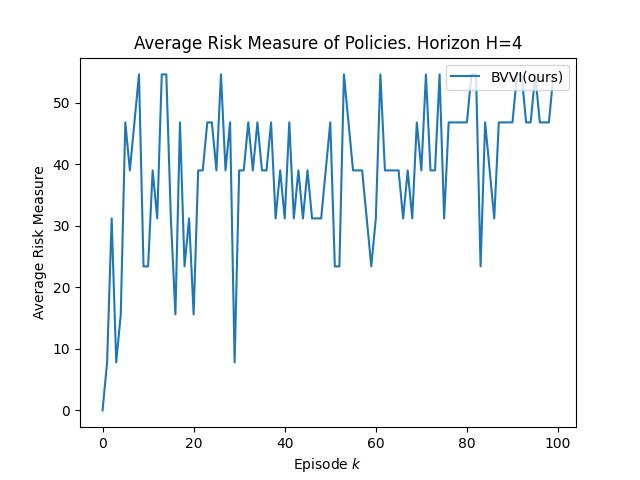 Average Risk Measure of Policies. Horizon H=4
BVVI(ours)
Average Risk Measure
50
40
30
20
10
0
0 20 40 60 80 100
Episode k